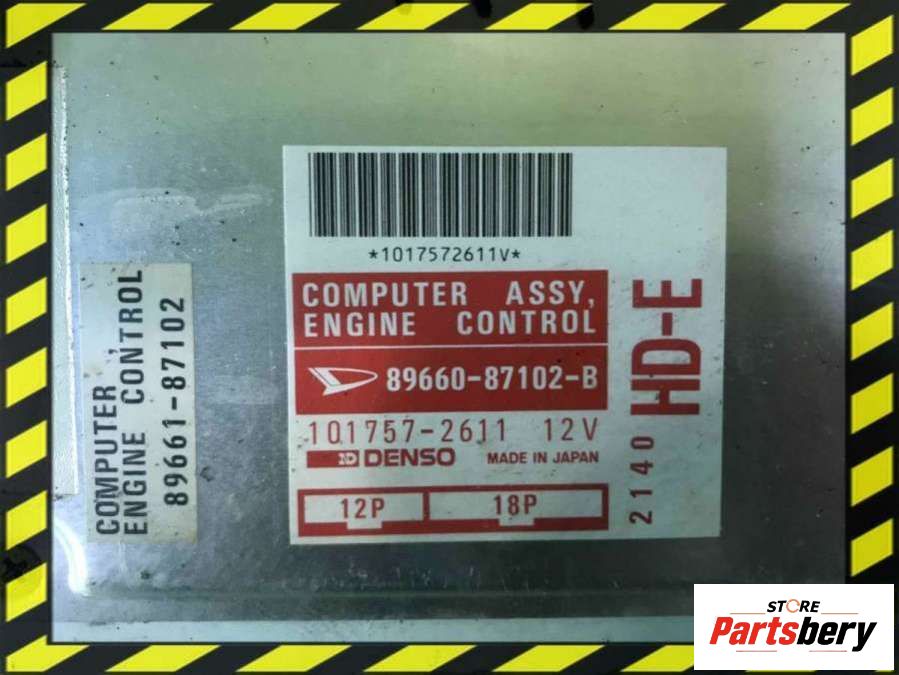 *1017572611V*
COMPUTER ASSY,
ENGINE CONTROL
89660-87102-B
101757-2611 12V
ND DENSO MADE IN JAPAN
12P 18P
2140 HD-E
COMPUTER,
ENGINE CONTROL
89661-87102
STORE
Partsbery